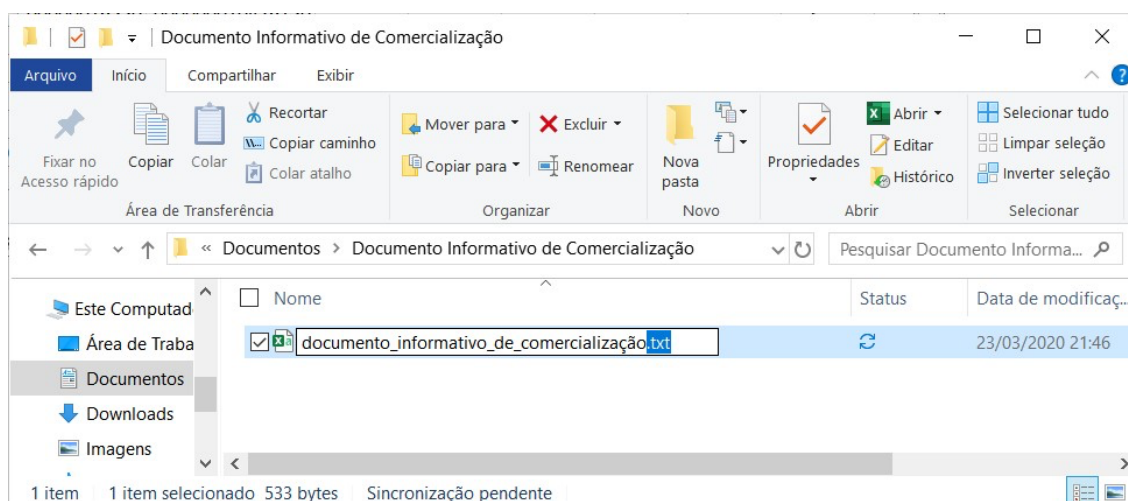 Documento Informativo de Comercialização
Arquivo Início Compartilhar Exibir
Fixar no Acesso rápido
Copiar
Colar
Recortar
Copiar caminho
Colar atalho
Área de Transferência
Mover para
Copiar para
Excluir
Renomear
Organizar
Nova pasta
Novo
Propriedades
Abrir
Editar
Histórico
Abrir
Selecionar tudo
Limpar seleção
Inverter seleção
Selecionar
« Documentos > Documento Informativo de Comercialização
Pesquisar Documento Informa...
Este Computad
Área de Traba
Documentos
Downloads
Imagens
Nome Status Data de modificaç...
documento_informativo_de_comercialização.txt 23/03/2020 21:46
1 item 1 item selecionado 533 bytes Sincronização pendente